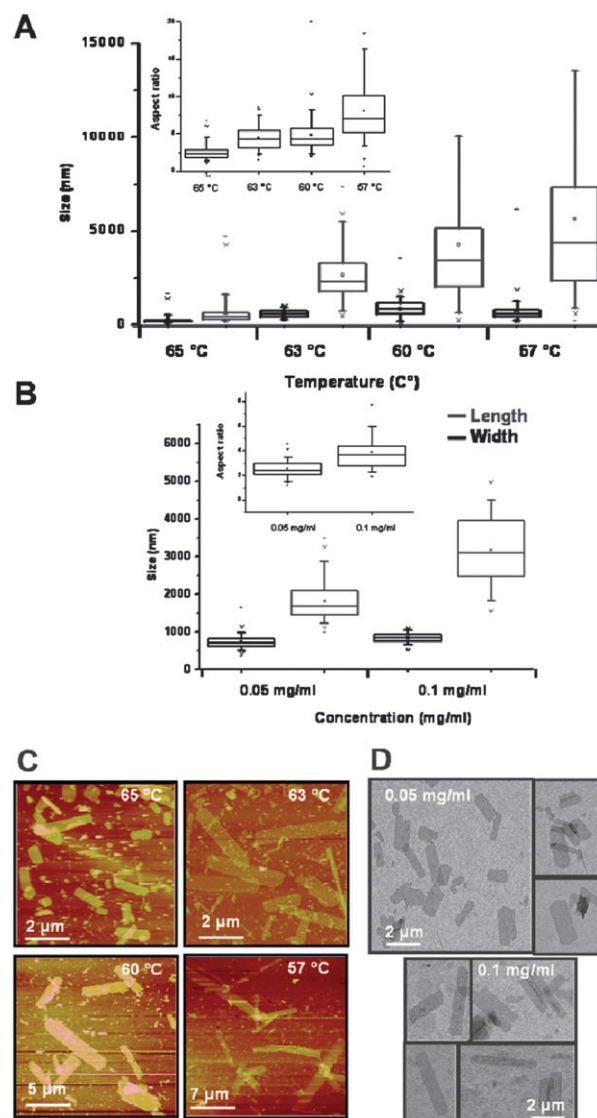 A
15000
10000
5000
0
Size (nm)
Aspect ratio
65 °C
63 °C
60 °C
57 °C
65 °C
63 °C
60 °C
57 °C
Temperature (C°)
B
Length
Width
6000
5000
4000
3000
2000
1000
0
Size (nm)
Aspect ratio
0.05 mg/ml
0.1 mg/ml
0.05 mg/ml
0.1 mg/ml
Concentration (mg/ml)
C
65 °C
2 µm
63 °C
2 µm
60 °C
5 µm
57 °C
7 µm
D
0.05 mg/ml
2 µm
0.1 mg/ml
2 µm